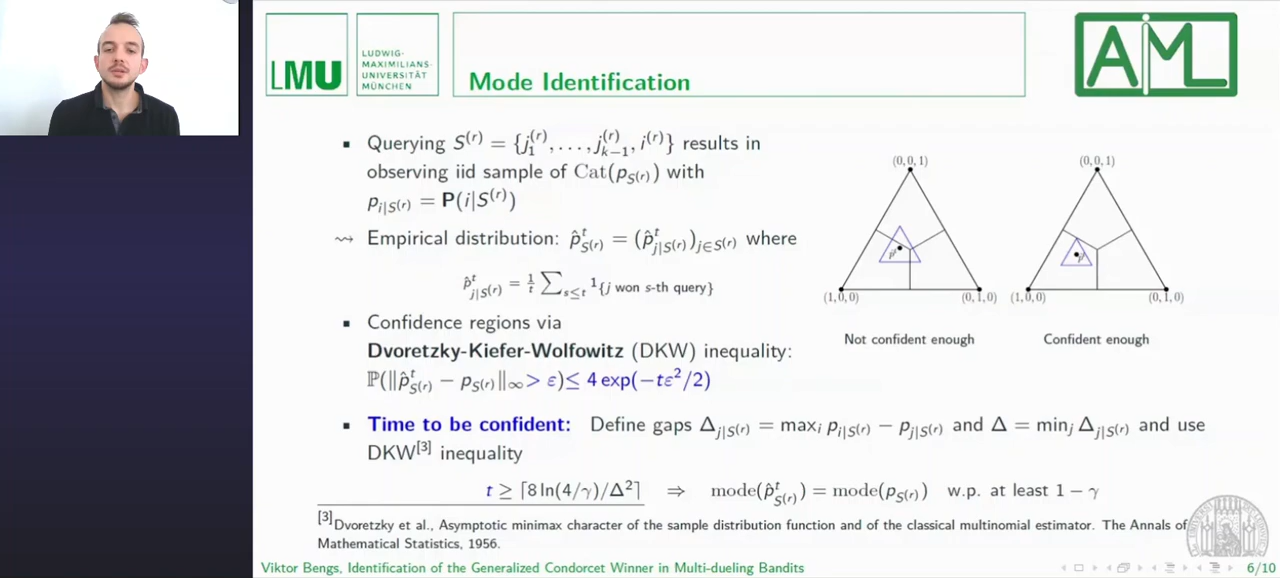 LMU
LUDWIG-
MAXIMILIANS-
UNIVERSITÄT
MÜNCHEN
Mode Identification
AIML
▪ Querying S^(r) = {j_1^(r), . . . , j_{k−1}^(r), i^(r)} results in
observing iid sample of Cat(p_{S^(r)}) with
p_{i|S^(r)} = P(i|S^(r))
⇝ Empirical distribution: p̂^t_{S^(r)} = (p̂^t_{j|S^(r)})_{j∈S^(r)} where
p̂^t_{j|S^(r)} = 1/t ∑_{s≤t} 1{j won s-th query}
▪ Confidence regions via
Dvoretzky-Kiefer-Wolfowitz (DKW) inequality:
ℙ(‖p̂^t_{S^(r)} − p_{S^(r)}‖_∞ > ε) ≤ 4 exp(−tε²/2)
(0,0,1)
(1,0,0)
(0,1,0)
Not confident enough
(0,0,1)
(1,0,0)
(0,1,0)
Confident enough
▪ Time to be confident: Define gaps Δ_{j|S^(r)} = max_i p_{i|S^(r)} − p_{j|S^(r)} and Δ = min_j Δ_{j|S^(r)} and use
DKW^[3] inequality
t ≥ ⌈8 ln(4/γ)/Δ²⌉ ⇒ mode(p̂^t_{S^(r)}) = mode(p_{S^(r)}) w.p. at least 1 − γ
[3]Dvoretzky et al., Asymptotic minimax character of the sample distribution function and of the classical multinomial estimator. The Annals of
Mathematical Statistics, 1956.
Viktor Bengs, Identification of the Generalized Condorcet Winner in Multi-dueling Bandits
6/10